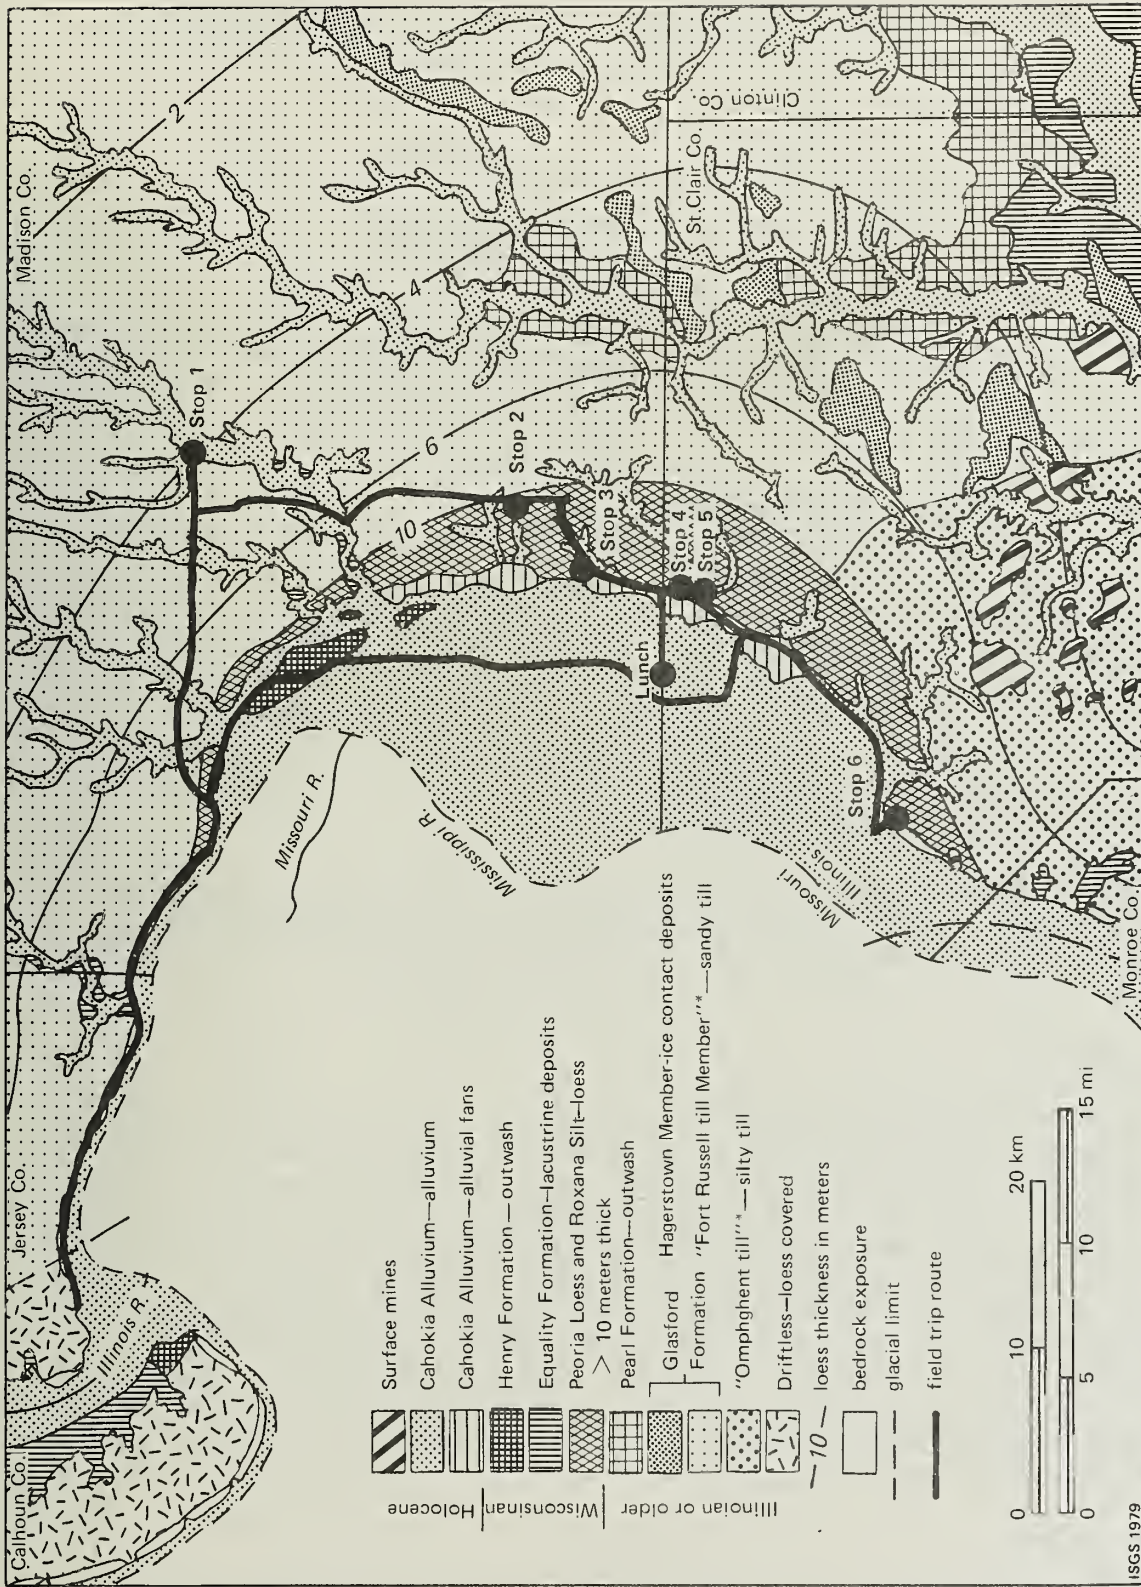 Calhoun Co.
Jersey Co.
Madison Co.
Illinois R.
Missouri R.
Mississippi R.
2
4
6
10
Stop 1
Stop 2
Stop 3
Stop 4
Stop 5
Lunch
Stop 6
St. Clair Co.
Clinton Co.
Missouri
Illinois
Monroe Co.
Holocene
Wisconsinan
Illinoian or older
Surface mines
Cahokia Alluvium—alluvium
Cahokia Alluvium—alluvial fans
Henry Formation—outwash
Equality Formation—lacustrine deposits
Peoria Loess and Roxana Silt—loess
> 10 meters thick
Pearl Formation—outwash
Glasford Hagerstown Member-ice contact deposits
Formation "Fort Russell till Member"*—sandy till
"Omphghent till"*—silty till
Driftless—loess covered
—10— loess thickness in meters
bedrock exposure
glacial limit
field trip route
0 10 20 km
0 5 10 15 mi
ISGS 1979